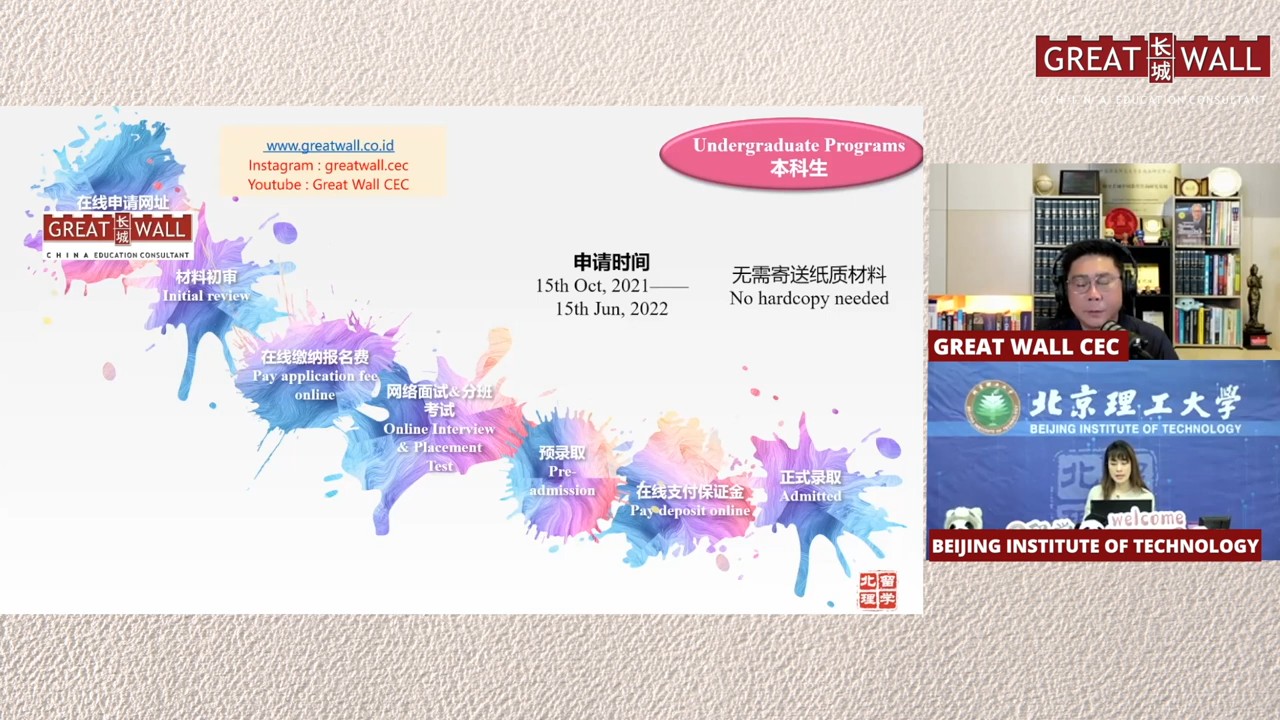 GREAT 长城 WALL
CHINA EDUCATION CONSULTANT
www.greatwall.co.id
Instagram : greatwall.cec
Youtube : Great Wall CEC
Undergraduate Programs
本科生
在线申请网址
GREAT 长城 WALL
CHINA EDUCATION CONSULTANT
材料初审
Initial review
申请时间
15th Oct, 2021——
15th Jun, 2022
无需寄送纸质材料
No hardcopy needed
在线缴纳报名费
Pay application fee
online
网络面试&分班
考试
Online Interview
& Placement
Test
预录取
Pre-
admission
在线支付保证金
Pay deposit online
正式录取
Admitted
北留
理学
GREAT WALL CEC
北京理工大学
BEIJING INSTITUTE OF TECHNOLOGY
welcome
BEIJING INSTITUTE OF TECHNOLOGY